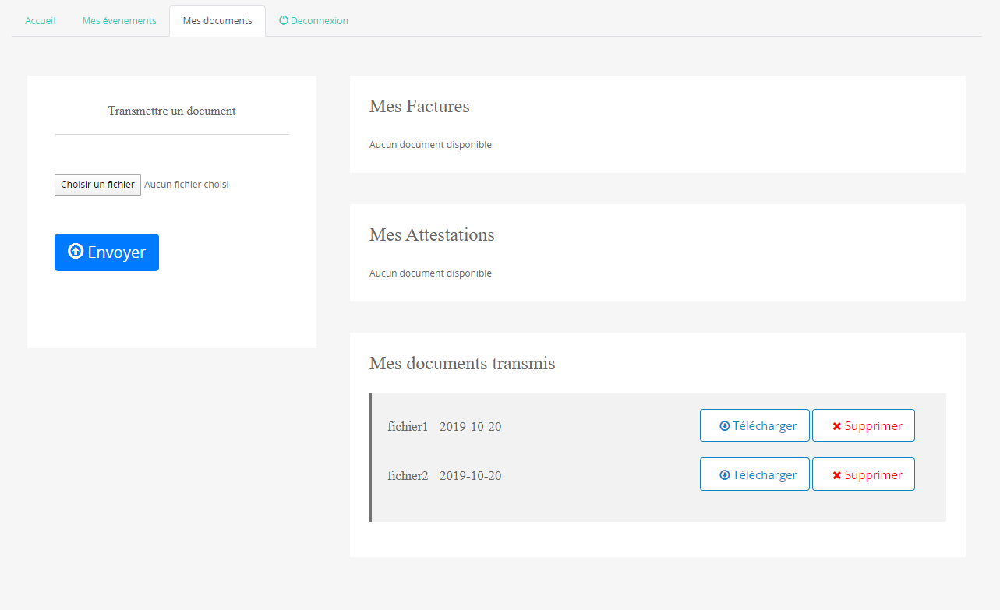 Accueil Mes évenements Mes documents Deconnexion
Transmettre un document
Choisir un fichier Aucun fichier choisi
Envoyer
Mes Factures
Aucun document disponible
Mes Attestations
Aucun document disponible
Mes documents transmis
fichier1 2019-10-20 Télécharger Supprimer
fichier2 2019-10-20 Télécharger Supprimer